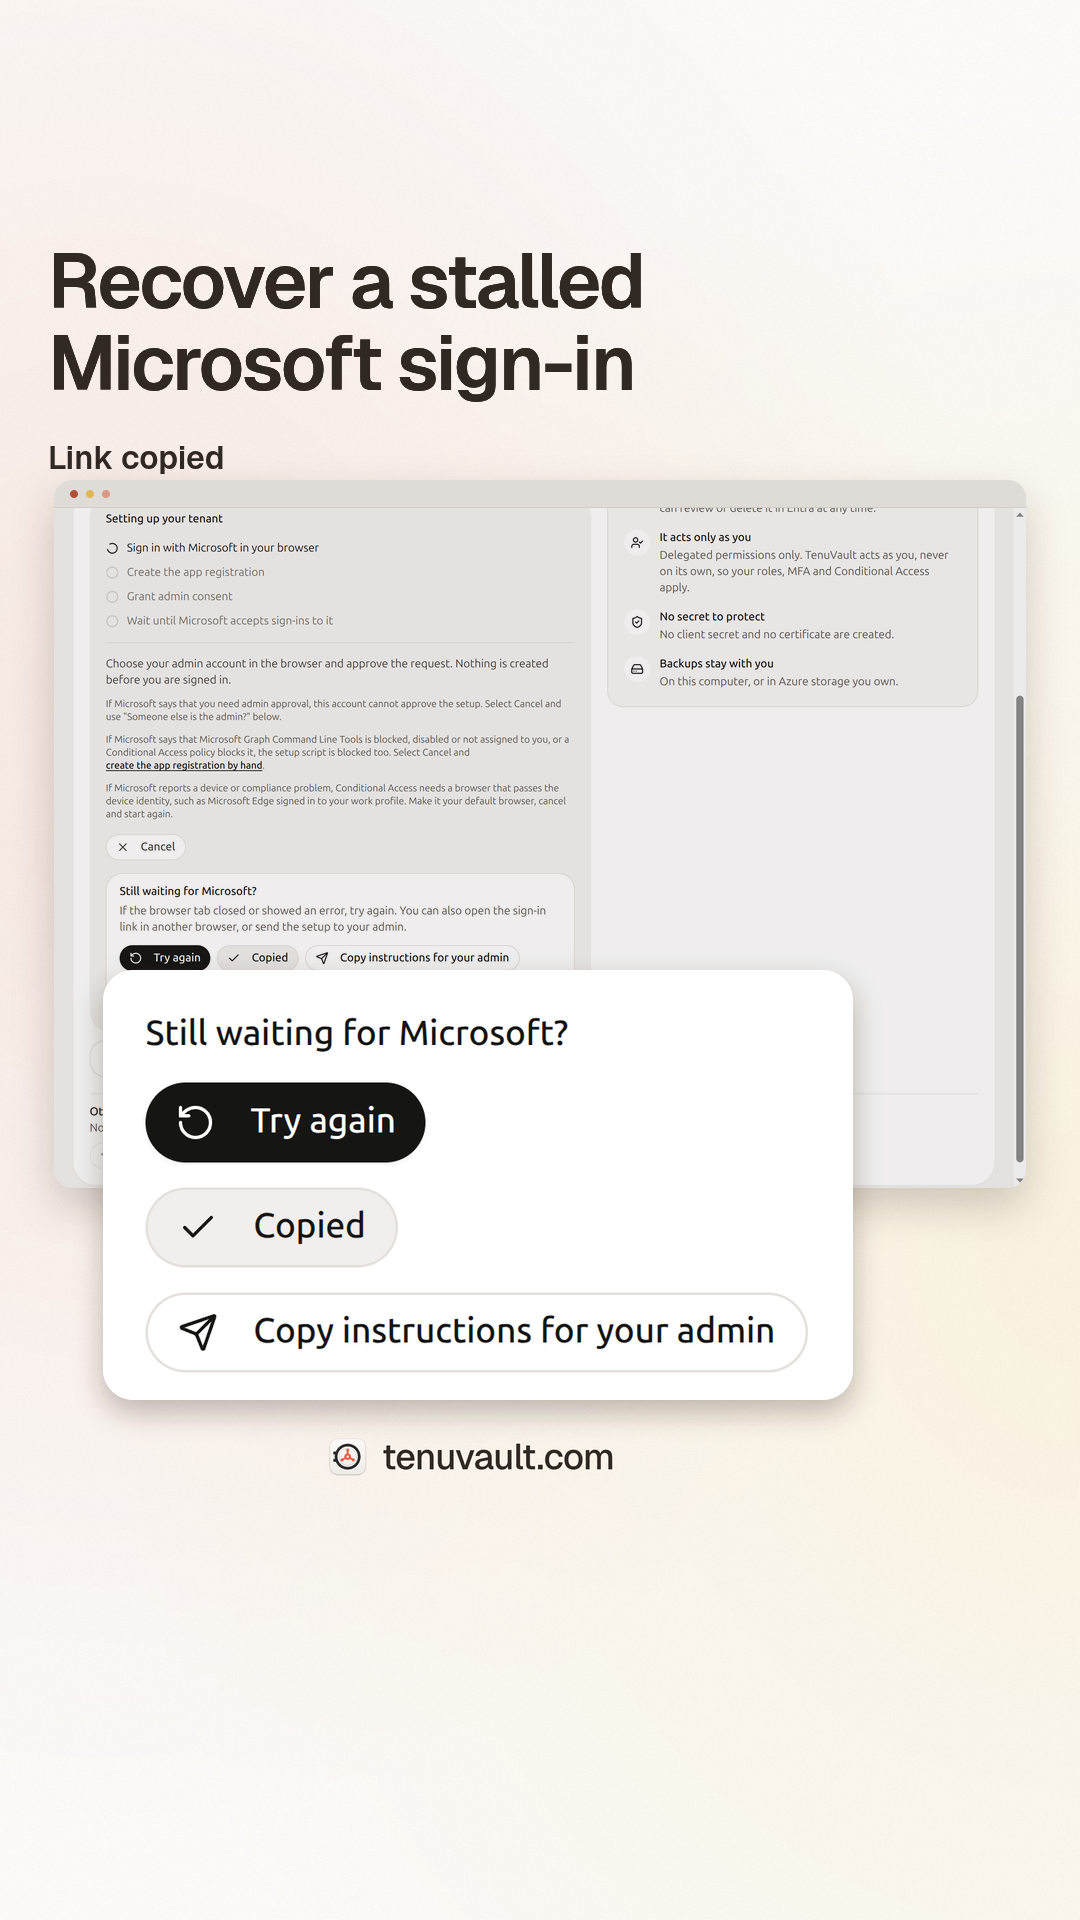 Recover a stalled
Microsoft sign-in
Link copied
Setting up your tenant
Sign in with Microsoft in your browser
Create the app registration
Grant admin consent
Wait until Microsoft accepts sign-ins to it
Choose your admin account in the browser and approve the request. Nothing is created
before you are signed in.
If Microsoft says that you need admin approval, this account cannot approve the setup. Select Cancel and
use "Someone else is the admin?" below.
If Microsoft says that Microsoft Graph Command Line Tools is blocked, disabled or not assigned to you, or a
Conditional Access policy blocks it, the setup script is blocked too. Select Cancel and
create the app registration by hand.
If Microsoft reports a device or compliance problem, Conditional Access needs a browser that passes the
device identity, such as Microsoft Edge signed in to your work profile. Make it your default browser, cancel
and start again.
Cancel
Still waiting for Microsoft?
If the browser tab closed or showed an error, try again. You can also open the sign-in
link in another browser, or send the setup to your admin.
Try again
Copied
Copy instructions for your admin
can review or delete it in Entra at any time.
It acts only as you
Delegated permissions only. TenuVault acts as you, never
on its own, so your roles, MFA and Conditional Access
apply.
No secret to protect
No client secret and no certificate are created.
Backups stay with you
On this computer, or in Azure storage you own.
Still waiting for Microsoft?
Try again
Copied
Copy instructions for your admin
tenuvault.com